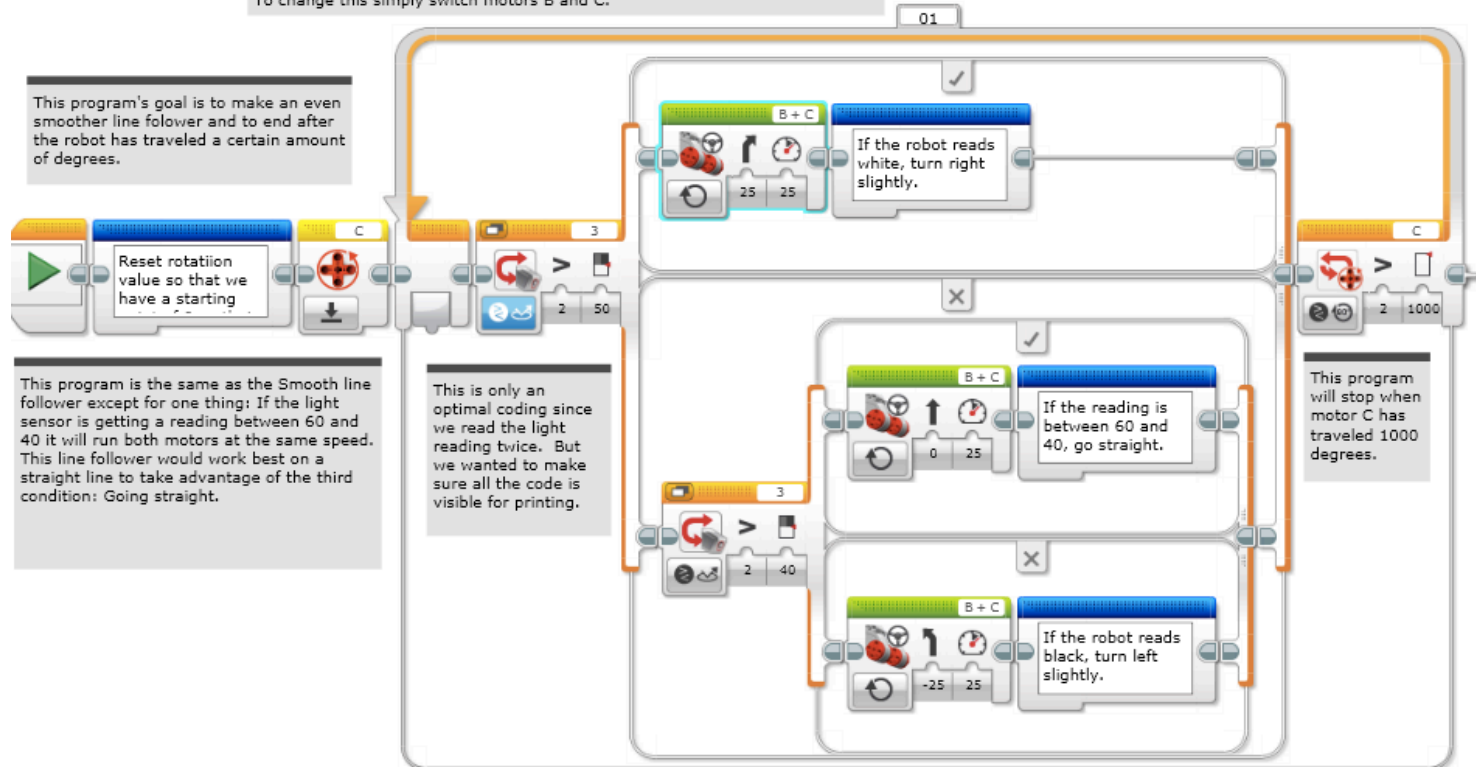 To change this simply switch motors B and C.
01
This program's goal is to make an even
smoother line folower and to end after
the robot has traveled a certain amount
of degrees.
B + C
25 25
If the robot reads
white, turn right
slightly.
Reset rotatiion
value so that we
have a starting
C
3
> 2 50
C
> 2 1000
This program is the same as the Smooth line
follower except for one thing: If the light
sensor is getting a reading between 60 and
40 it will run both motors at the same speed.
This line follower would work best on a
straight line to take advantage of the third
condition: Going straight.
This is only an
optimal coding since
we read the light
reading twice. But
we wanted to make
sure all the code is
visible for printing.
3
> 2 40
B + C
0 25
If the reading is
between 60 and
40, go straight.
B + C
-25 25
If the robot reads
black, turn left
slightly.
This program
will stop when
motor C has
traveled 1000
degrees.